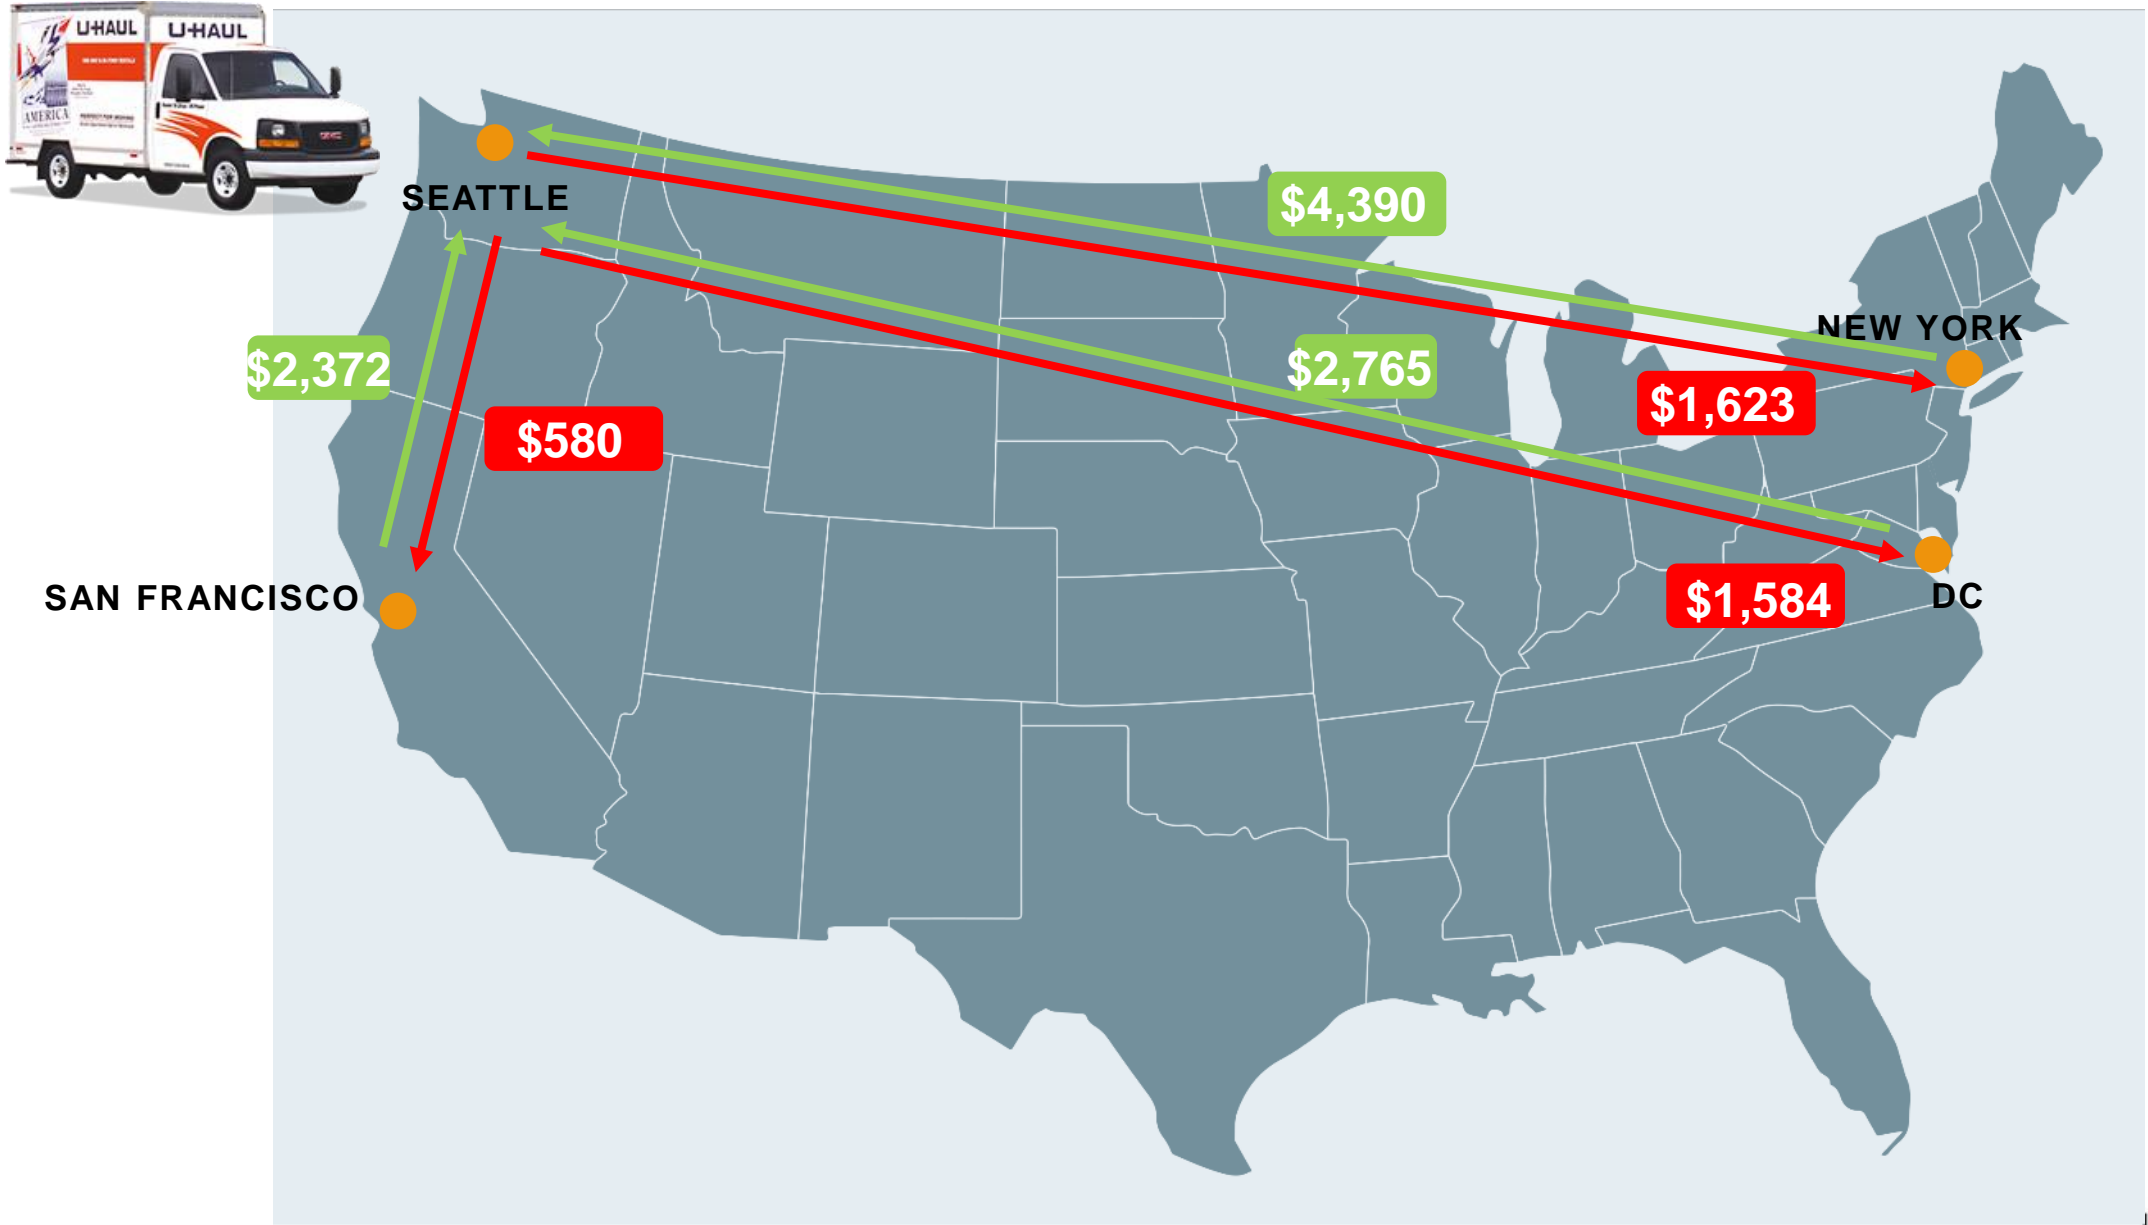 U-HAUL
U-HAUL
AMERICA
GMC
SEATTLE
$4,390
NEW YORK
$2,372
$2,765
$1,623
$580
SAN FRANCISCO
$1,584
DC